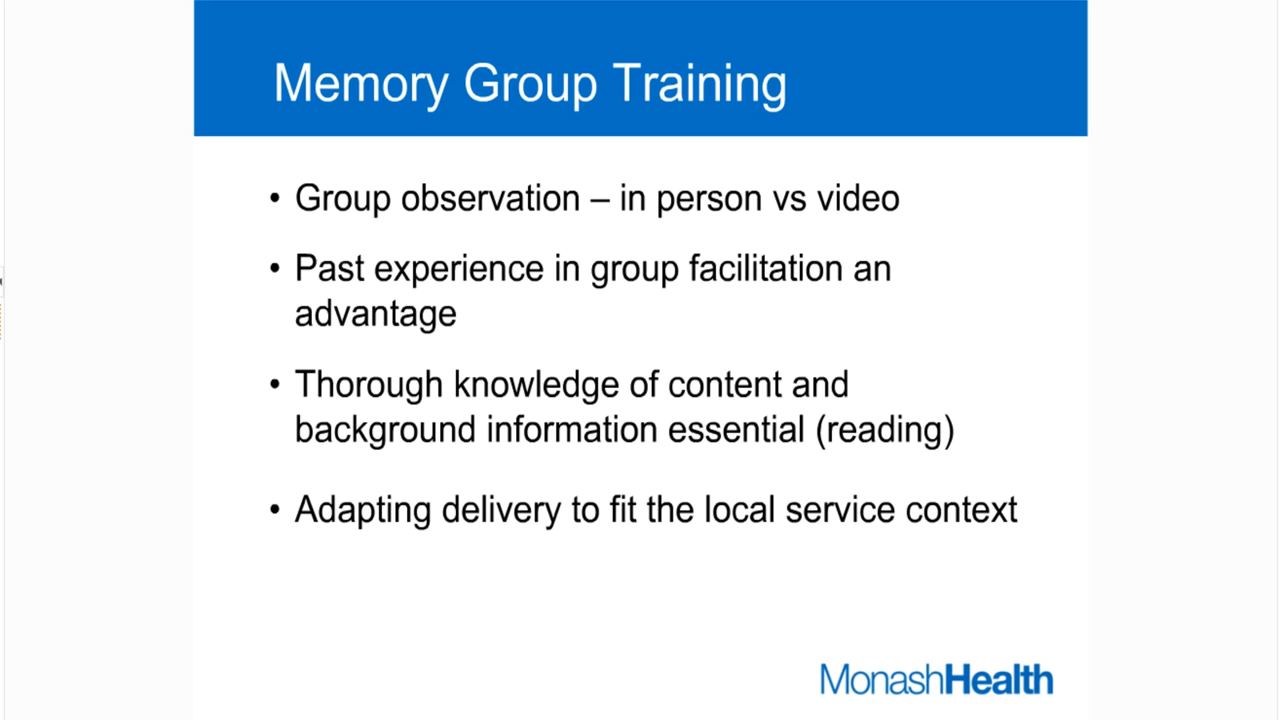 Memory Group Training
• Group observation – in person vs video
• Past experience in group facilitation an
advantage
• Thorough knowledge of content and
background information essential (reading)
• Adapting delivery to fit the local service context
MonashHealth